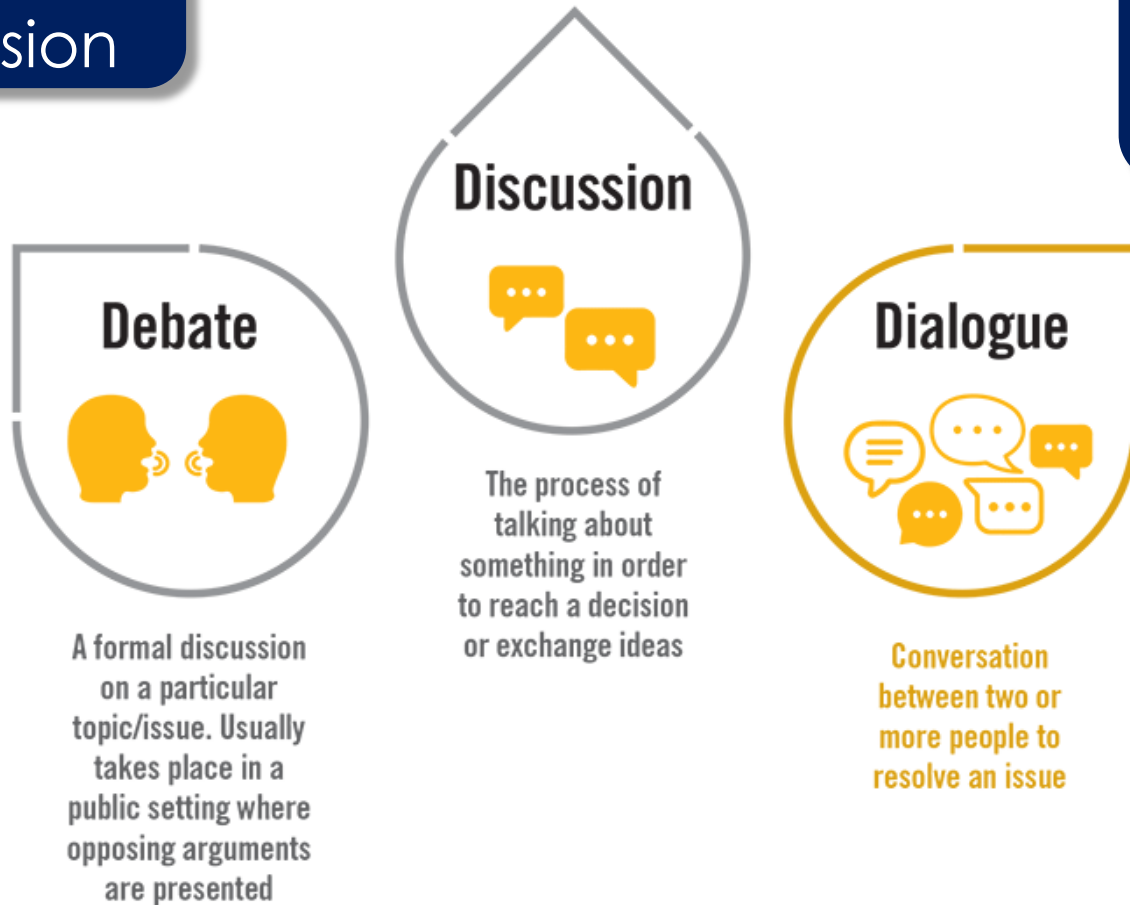 sion
Discussion
Debate
Dialogue
The process of
talking about
something in order
to reach a decision
or exchange ideas
A formal discussion
on a particular
topic/issue. Usually
takes place in a
public setting where
opposing arguments
are presented
Conversation
between two or
more people to
resolve an issue